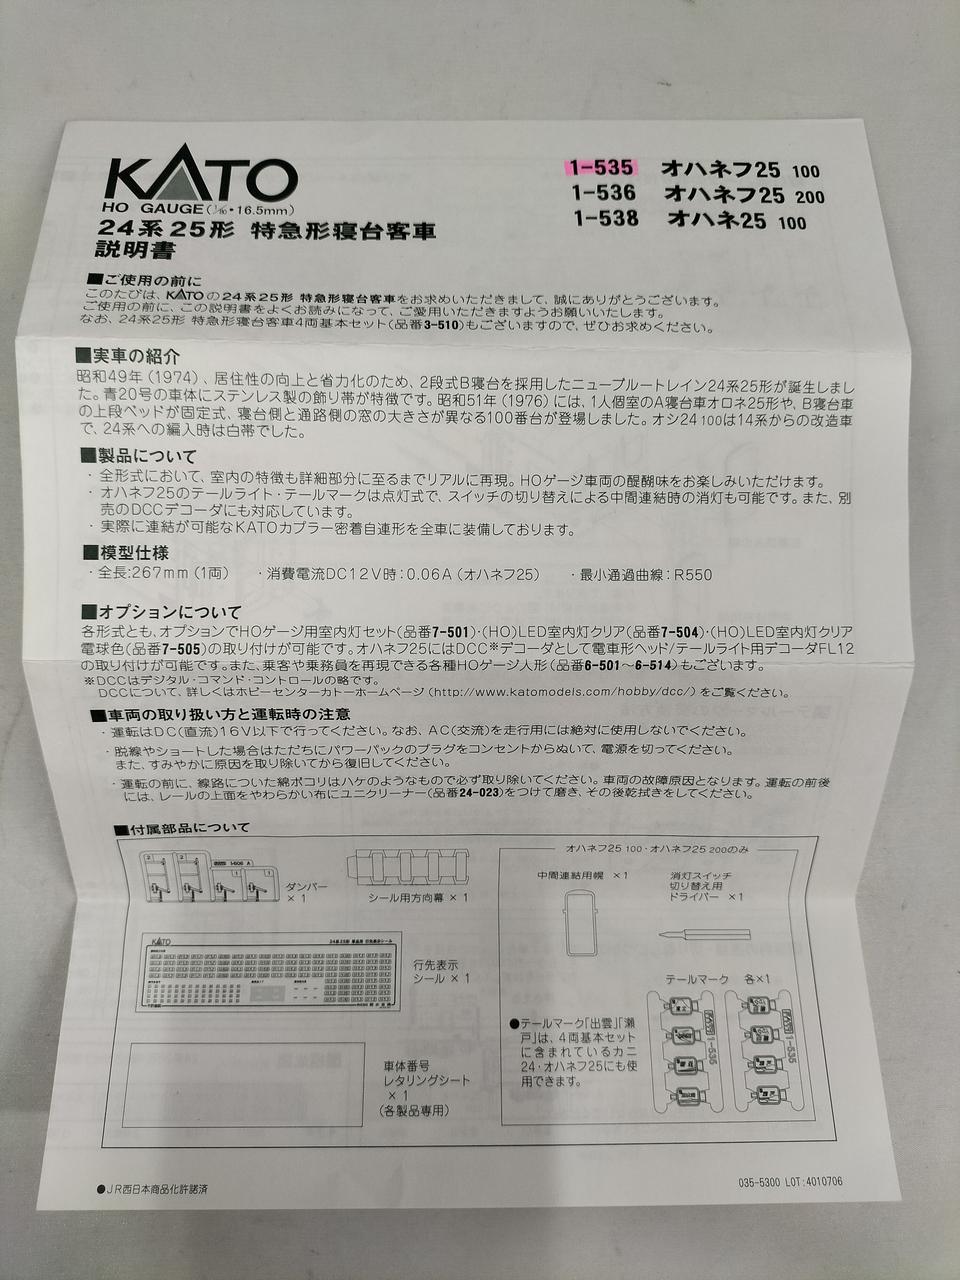 KATO
HO GAUGE(1/80・16.5mm)
24系25形 特急形寝台客車
説明書
1-535 オハネフ25 100
1-536 オハネフ25 200
1-538 オハネ25 100
■ご使用の前に
このたびは、KATOの24系25形 特急形寝台客車をお求めいただきまして、誠にありがとうございます。
ご使用の前に、この説明書をよくお読みになって、ご愛用いただきますようお願いいたします。
なお、24系25形 特急形寝台客車4両基本セット(品番3-510)もございますので、ぜひお求めください。
■実車の紹介
昭和49年(1974)、居住性の向上と省力化のため、2段式B寝台を採用したニューブルートレイン24系25形が誕生しまし
た。青20号の車体にステンレス製の飾り帯が特徴です。昭和51年(1976)には、1人個室のA寝台車オロネ25形や、B寝台車
の上段ベッドが固定式、寝台側と通路側の窓の大きさが異なる100番台が登場しました。オシ24 100は14系からの改造車
で、24系への編入時は白帯でした。
■製品について
・全形式において、室内の特徴も詳細部分に至るまでリアルに再現。HOゲージ車両の醍醐味をお楽しみいただけます。
・オハネフ25のテールライト・テールマークは点灯式で、スイッチの切り替えによる中間連結時の消灯も可能です。また、別
売のDCCデコーダにも対応しています。
・実際に連結が可能なKATOカプラー密着自連形を全車に装備しております。
■模型仕様
・全長:267mm(1両) ・消費電流DC12V時:0.06A(オハネフ25) ・最小通過曲線:R550
■オプションについて
各形式とも、オプションでHOゲージ用室内灯セット(品番7-501)・(HO)LED室内灯クリア(品番7-504)・(HO)LED室内灯クリア
電球色(品番7-505)の取り付けが可能です。オハネフ25にはDCC※デコーダとして電車形ヘッド/テールライト用デコーダFL12
の取り付けが可能です。また、乗客や乗務員を再現できる各種HOゲージ人形(品番6-501〜6-514)もございます。
※DCCはデジタル・コマンド・コントロールの略です。
DCCについて、詳しくはホビーセンターカトーホームページ(http://www.katomodels.com/hobby/dcc/)をご覧ください。
■車両の取り扱い方と運転時の注意
・運転はDC(直流)16V以下で行ってください。なお、AC(交流)を走行用には絶対に使用しないでください。
・脱線やショートした場合はただちにパワーパックのプラグをコンセントからぬいて、電源を切ってください。
また、すみやかに原因を取り除いてから復旧してください。
・運転の前に、線路についた綿ボコリはハケのようなもので必ず取り除いてください。車両の故障原因となります。運転の前後
には、レールの上面をやわらかい布にユニクリーナー(品番24-023)をつけて磨き、その後乾拭きをしてください。
■付属部品について
ダンパー
×1
シール用方向幕 ×1
KATO
24系25形 単品用 行先表示シール
行先表示
シール ×1
車体番号
レタリングシート
×1
(各製品専用)
オハネフ25 100・オハネフ25 200のみ
中間連結用幌 ×1
消灯スイッチ
切り替え用
ドライバー ×1
テールマーク 各×1
●テールマーク「出雲」「瀬
戸」は、4両基本セット
に含まれているカニ
24・オハネフ25にも使
用できます。
1-535
1-535
●JR西日本商品化許諾済
035-5300 LOT:4010706